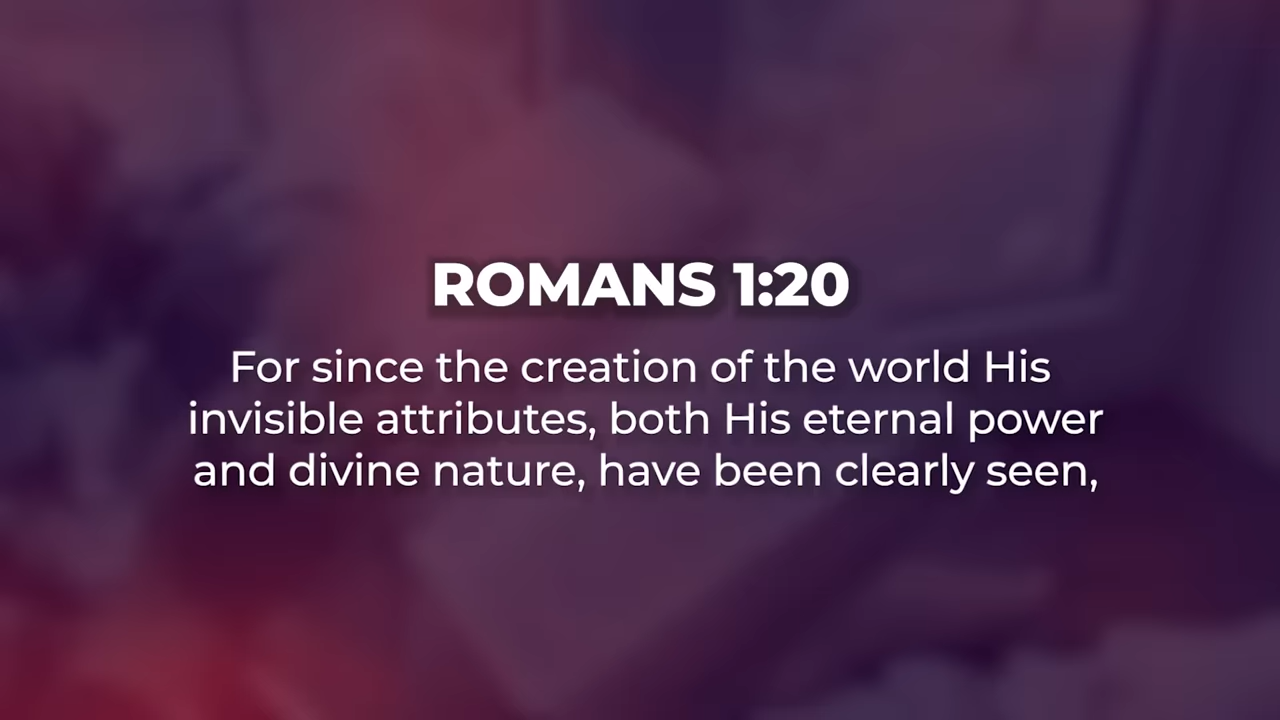 ROMANS 1:20
For since the creation of the world His
invisible attributes, both His eternal power
and divine nature, have been clearly seen,